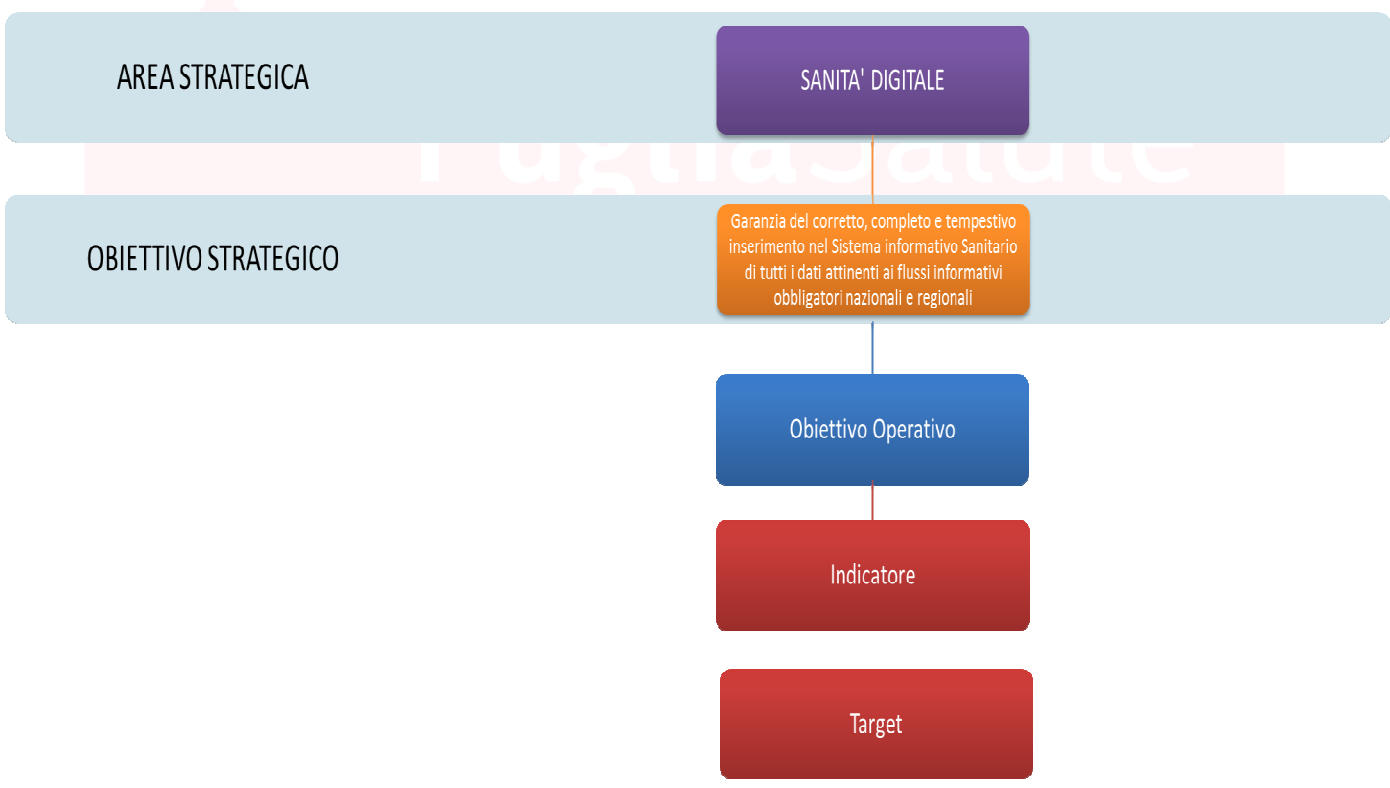 AREA STRATEGICA
SANITA' DIGITALE
PugliaSalute
OBIETTIVO STRATEGICO
Garanzia del corretto, completo e tempestivo
inserimento nel Sistema informativo Sanitario
di tutti i dati attinenti ai flussi informativi
obbligatori nazionali e regionali
Obiettivo Operativo
Indicatore
Target